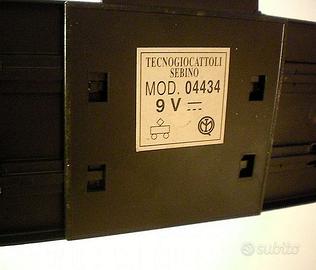 TECNOGIOCATTOLI
SEBINO
MOD. 04434
9 V
subito